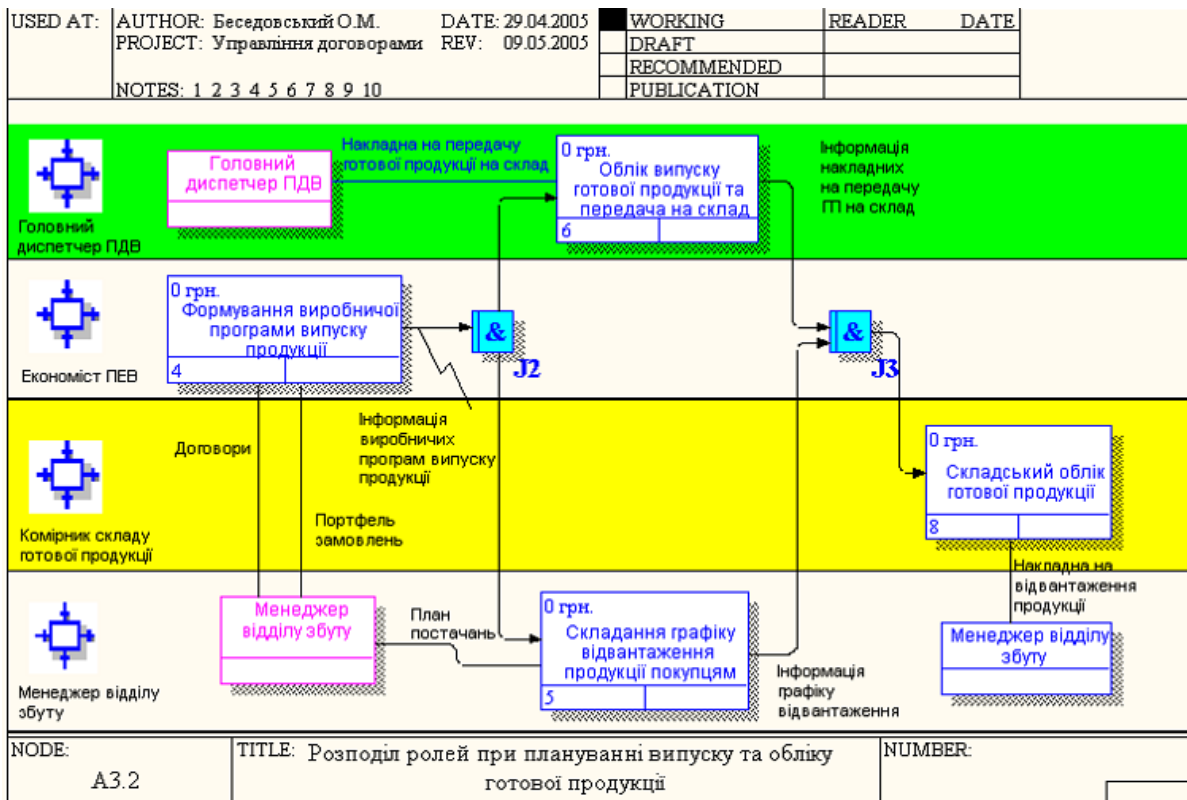 USED AT:
AUTHOR: Беседовський О.М.
DATE: 29.04.2005
WORKING
READER
DATE
PROJECT: Управління договорами
REV: 09.05.2005
DRAFT
RECOMMENDED
NOTES: 1 2 3 4 5 6 7 8 9 10
PUBLICATION
Головний
диспетчер ПДВ
Головний
диспетчер ПДВ
Накладна на передачу
готової продукції на склад
0 грн.
Облік випуску
готової продукції та
передача на склад
6
Інформація
накладних
на передачу
ГП на склад
Економіст ПЕВ
0 грн.
Формування виробничої
програми випуску
продукції
4
&
J2
&
J3
Комірник складу
готової продукції
Договори
Інформація
виробничих
програм випуску
продукції
Портфель
замовлень
0 грн.
Складський облік
готової продукції
8
Накладна на
відвантаження
продукції
Менеджер відділу
збуту
Менеджер
відділу збуту
План
постачань
0 грн.
Складання графіку
відвантаження
продукції покупцям
5
Інформація
графіку
відвантаження
Менеджер відділу
збуту
NODE:
A3.2
TITLE: Розподіл ролей при плануванні випуску та обліку
готової продукції
NUMBER: